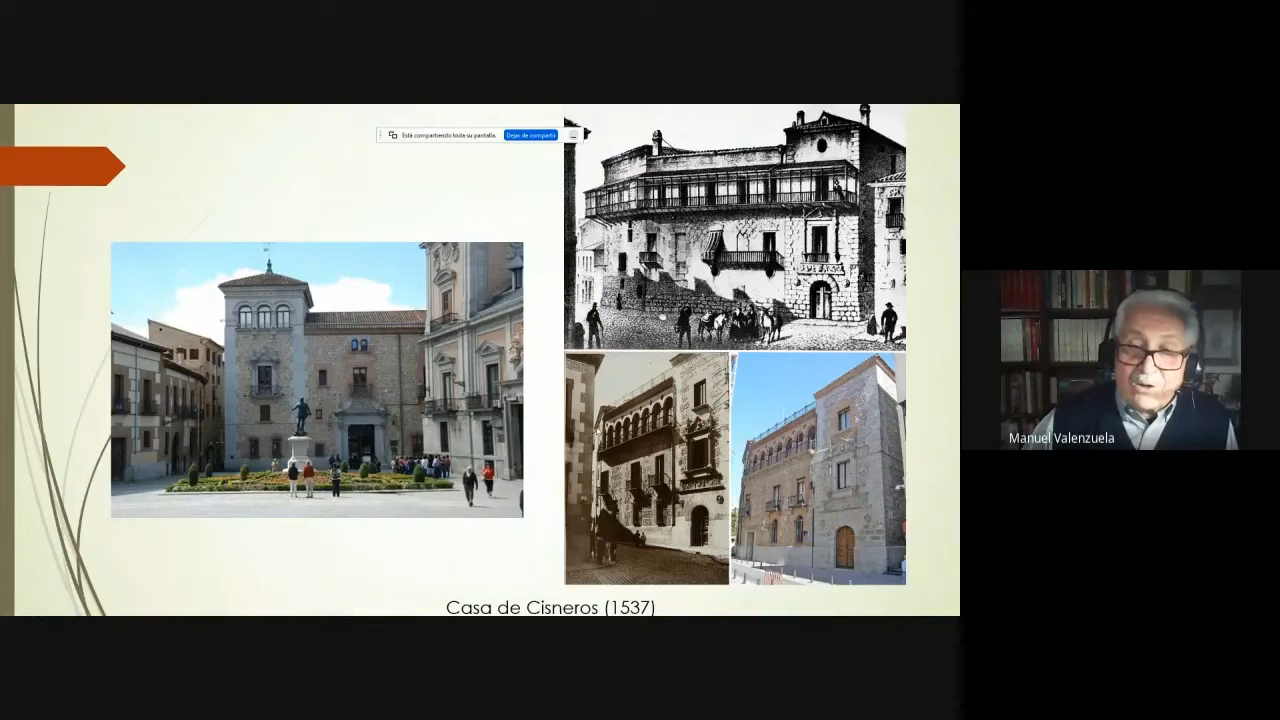 Está compartiendo toda su pantalla. Dejar de compartir
Manuel Valenzuela
Casa de Cisneros (1537)